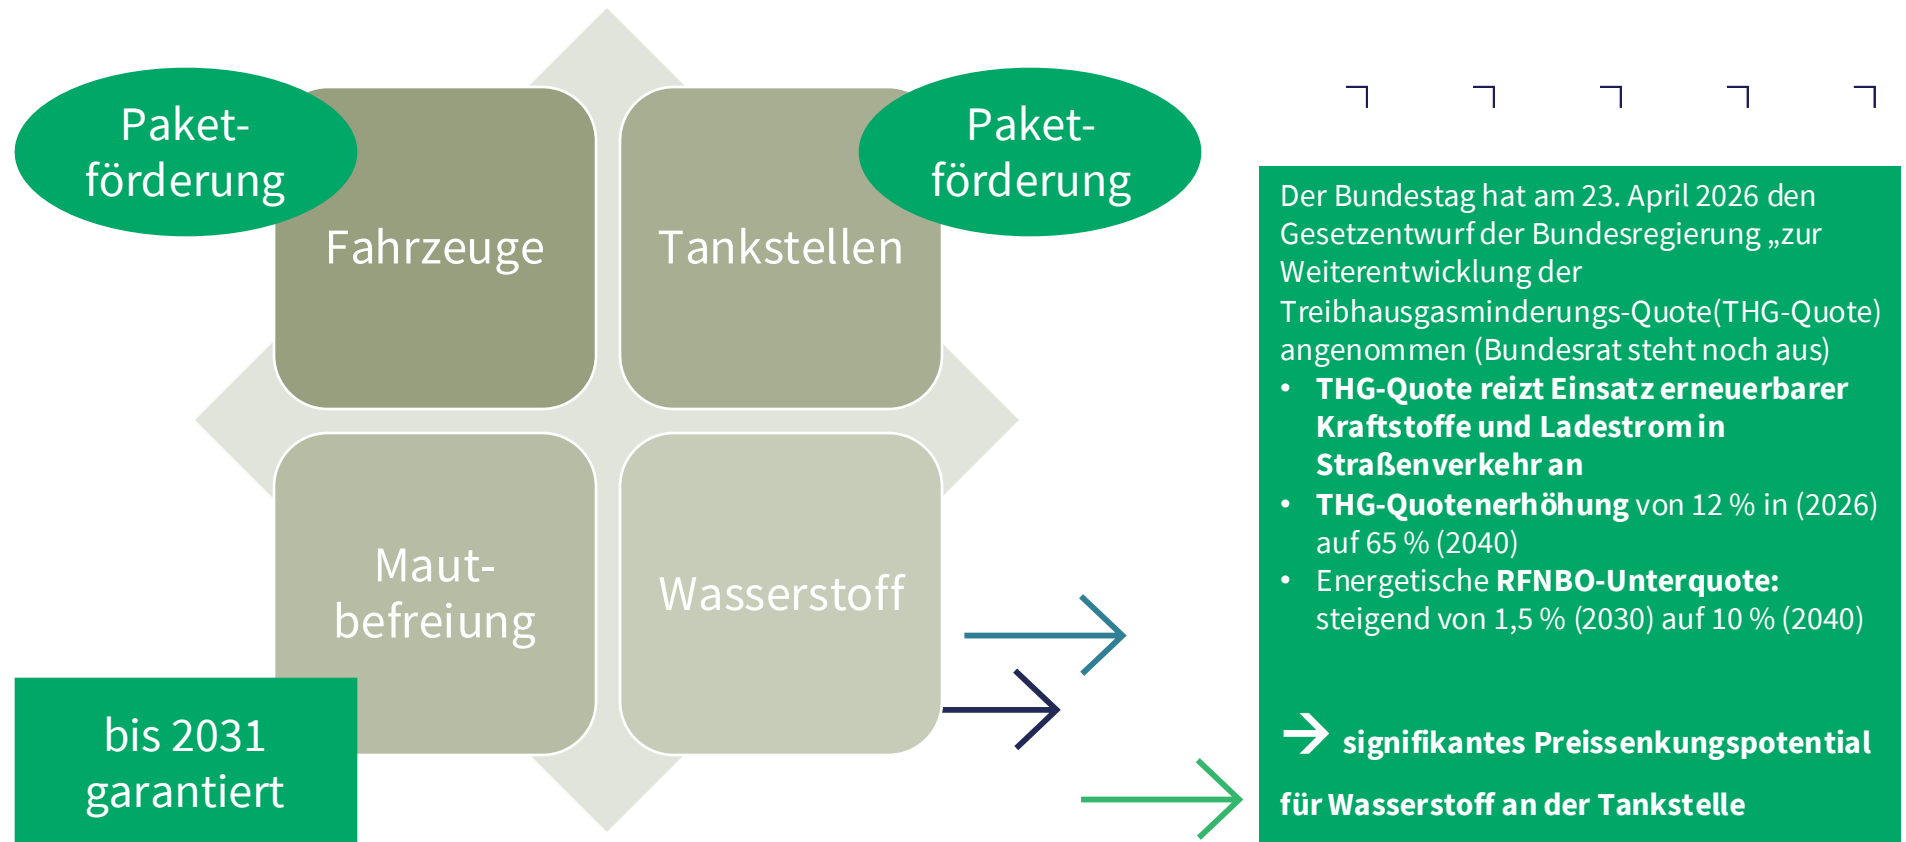 Paket-
förderung
Fahrzeuge
Tankstellen
Paket-
förderung
Maut-
befreiung
Wasserstoff
bis 2031
garantiert
Der Bundestag hat am 23. April 2026 den
Gesetzentwurf der Bundesregierung „zur
Weiterentwicklung der
Treibhausgasminderungs-Quote(THG-Quote)
angenommen (Bundesrat steht noch aus)
• THG-Quote reizt Einsatz erneuerbarer
Kraftstoffe und Ladestrom in
Straßenverkehr an
• THG-Quotenerhöhung von 12 % in (2026)
auf 65 % (2040)
• Energetische RFNBO-Unterquote:
steigend von 1,5 % (2030) auf 10 % (2040)
→ signifikantes Preissenkungspotential
für Wasserstoff an der Tankstelle